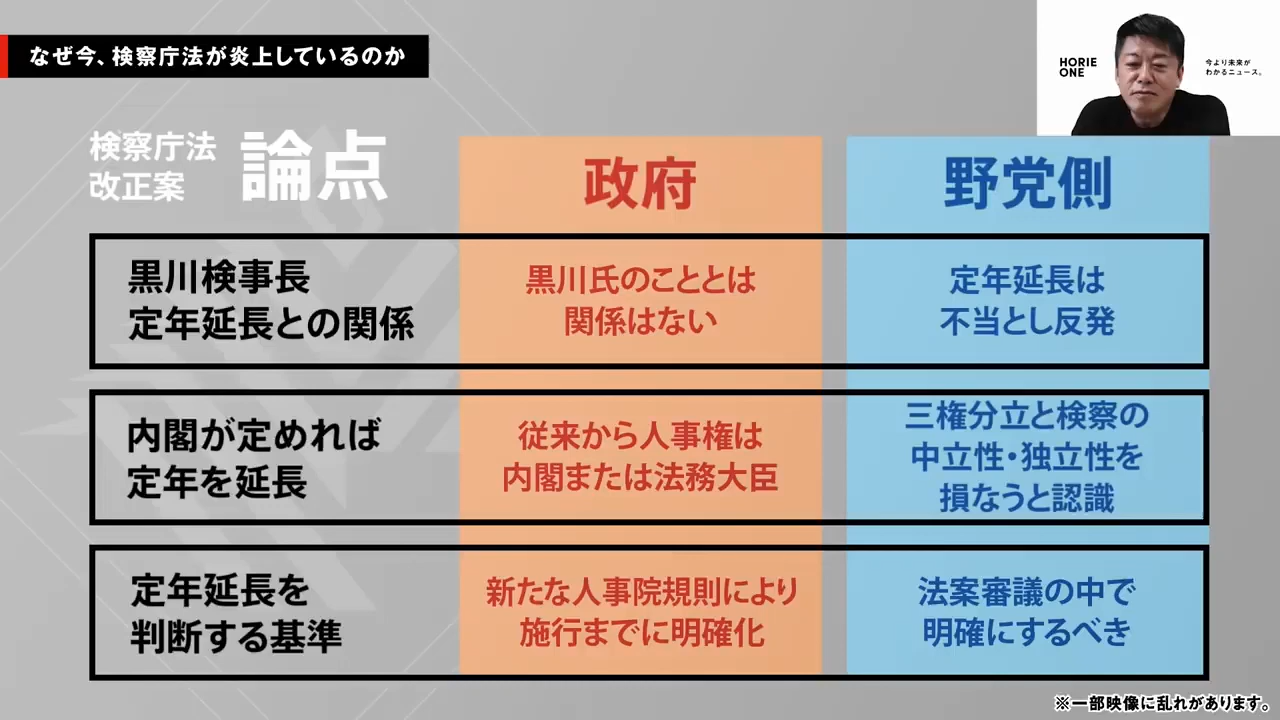 なぜ今、検察庁法が炎上しているのか
HORIE
ONE
今より未来が
わかるニュース。
検察庁法
改正案
論点
政府
野党側
黒川検事長
定年延長との関係
黒川氏のこととは
関係はない
定年延長は
不当とし反発
内閣が定めれば
定年を延長
従来から人事権は
内閣または法務大臣
三権分立と検察の
中立性・独立性を
損なうと認識
定年延長を
判断する基準
新たな人事院規則により
施行までに明確化
法案審議の中で
明確にするべき
※一部映像に乱れがあります。